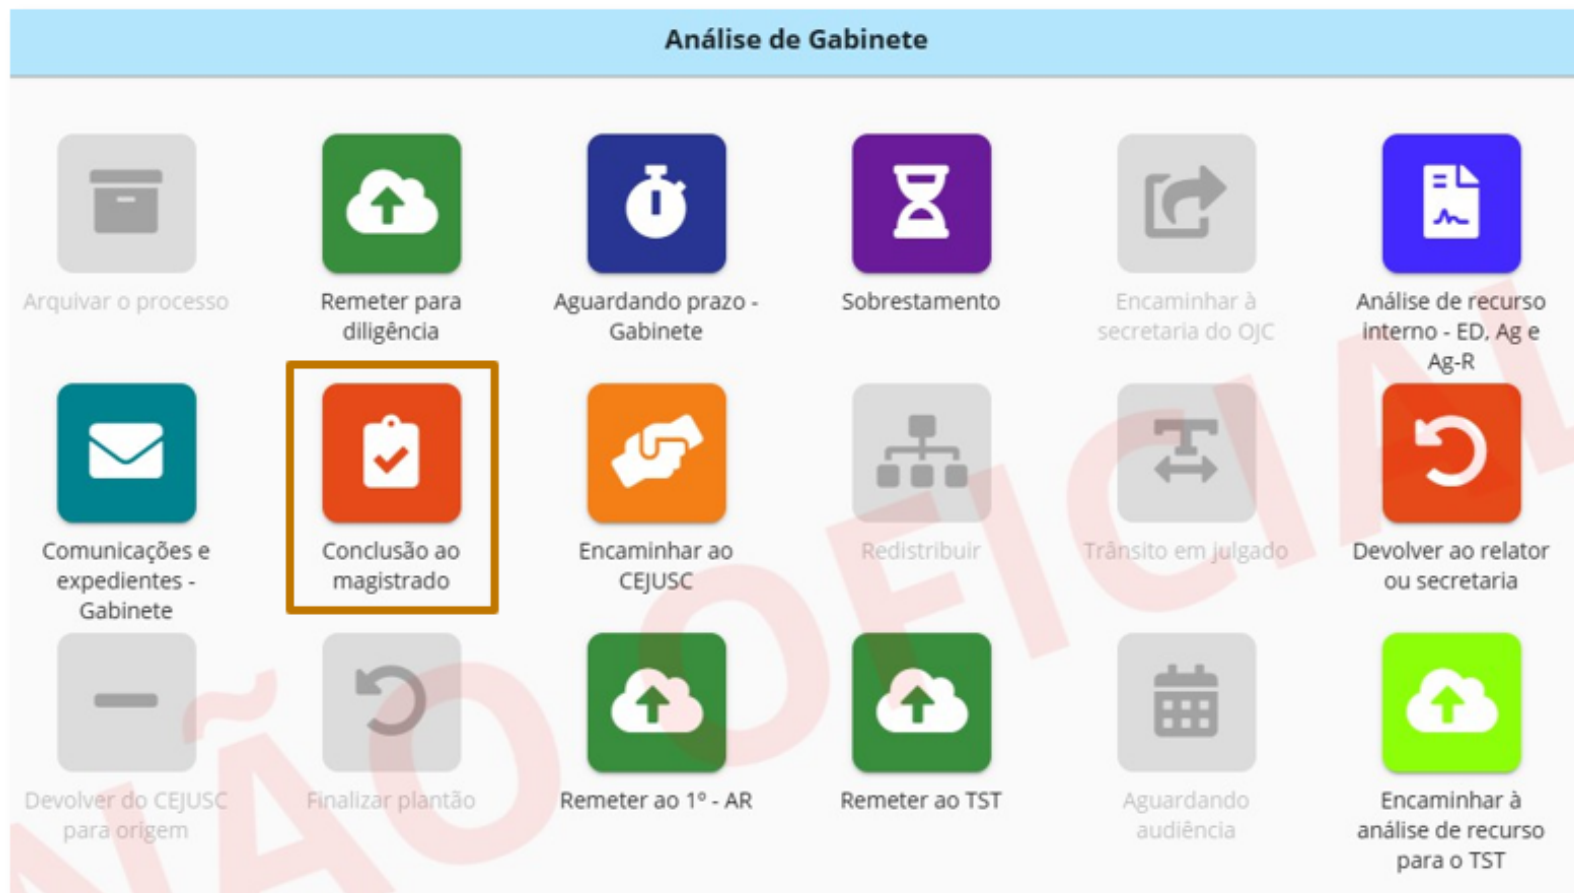 Análise de Gabinete
Arquivar o processo
Remeter para
diligência
Aguardando prazo -
Gabinete
Sobrestamento
Encaminhar à
secretaria do OJC
Análise de recurso
interno - ED, Ag e
Ag-R
Comunicações e
expedientes -
Gabinete
Conclusão ao
magistrado
Encaminhar ao
CEJUSC
Redistribuir
Trânsito em julgado
Devolver ao relator
ou secretaria
Devolver do CEJUSC
para origem
Finalizar plantão
Remeter ao 1º - AR
Remeter ao TST
Aguardando
audiência
Encaminhar à
análise de recurso
para o TST
NÃO OFICIAL